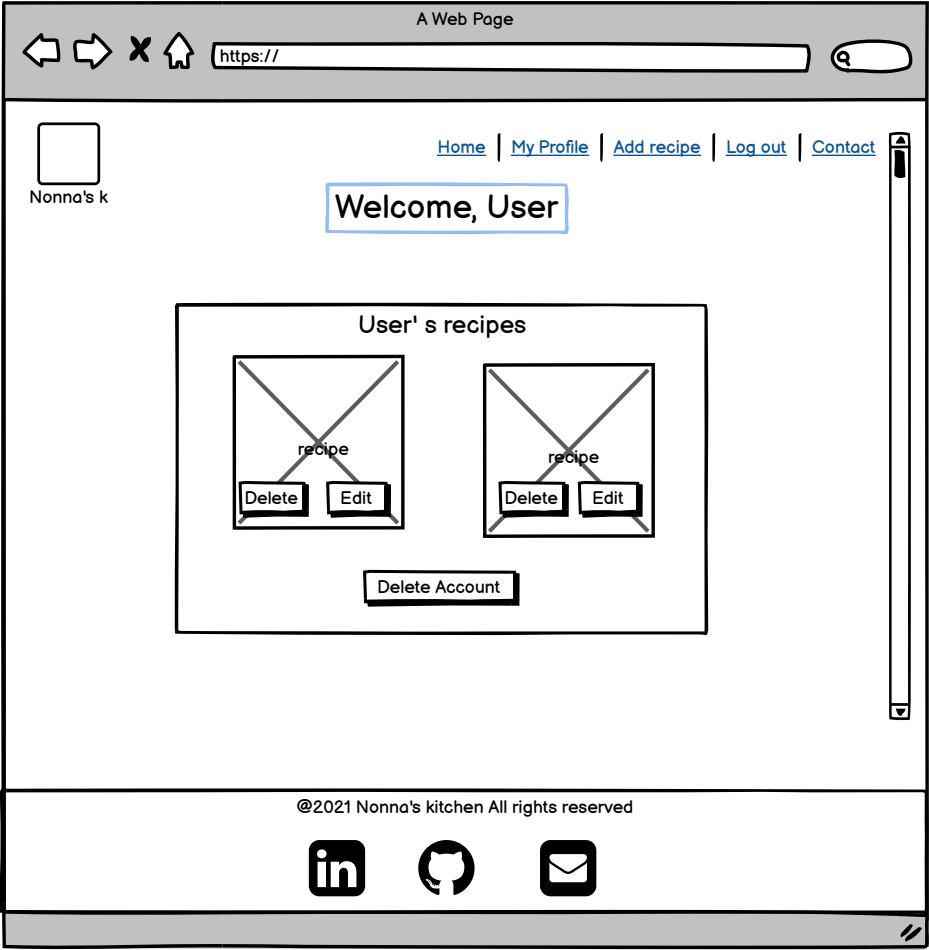 A Web Page
https://
Home My Profile Add recipe Log out Contact
Nonna's k
Welcome, User
User' s recipes
recipe recipe
Delete Edit Delete Edit
Delete Account
@2021 Nonna's kitchen All rights reserved
in